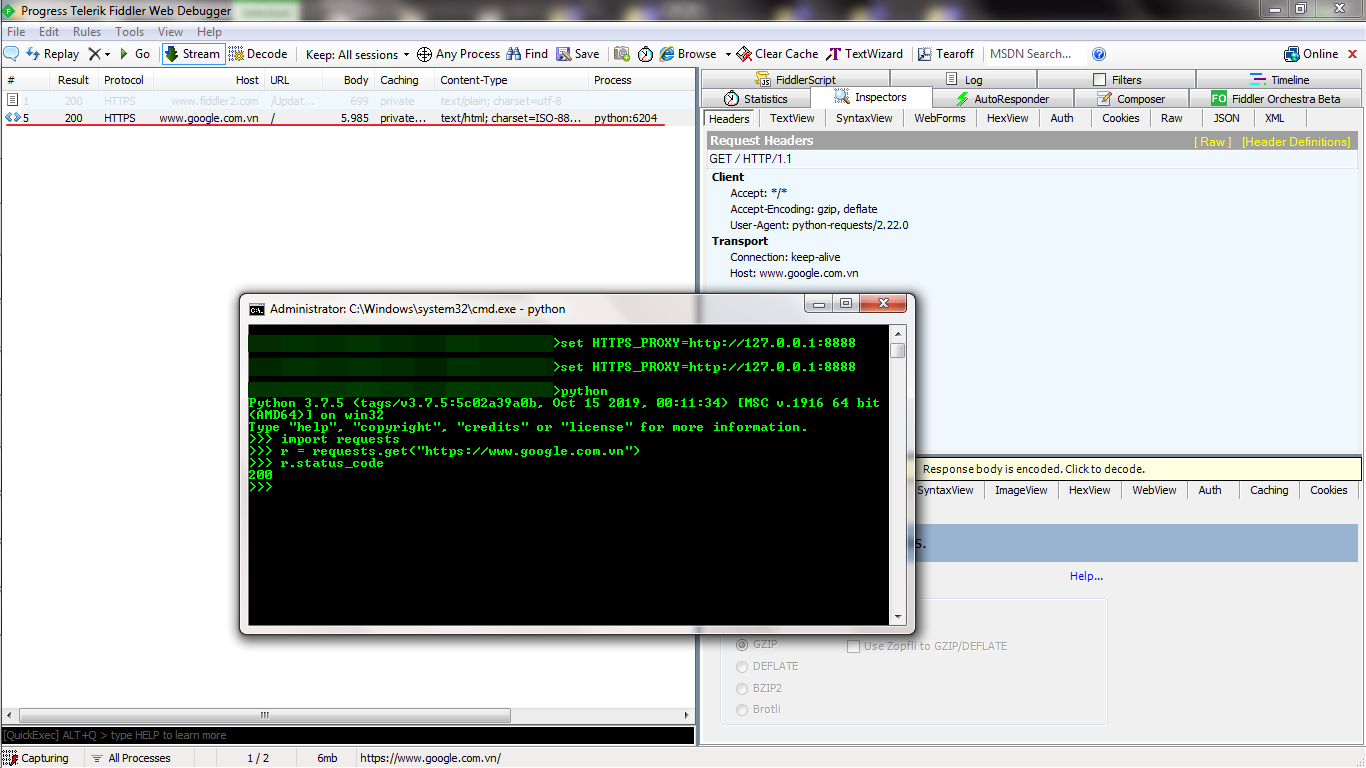 Progress Telerik Fiddler Web Debugger
File Edit Rules Tools View Help
Replay Go Stream Decode Keep: All sessions Any Process Find Save Browse Clear Cache TextWizard Tearoff MSDN Search... Online
# Result Protocol Host URL Body Caching Content-Type Process
1 200 HTTPS www.fiddler2.com /Updat... 699 private text/plain; charset=utf-8
5 200 HTTPS www.google.com.vn / 5.985 private... text/html; charset=ISO-88... python:6204
FiddlerScript Log Filters Timeline
Statistics Inspectors AutoResponder Composer FO Fiddler Orchestra Beta
Headers TextView SyntaxView WebForms HexView Auth Cookies Raw JSON XML
Request Headers [ Raw ] [Header Definitions]
GET / HTTP/1.1
Client
Accept: */*
Accept-Encoding: gzip, deflate
User-Agent: python-requests/2.22.0
Transport
Connection: keep-alive
Host: www.google.com.vn
Administrator: C:\Windows\system32\cmd.exe - python
>set HTTPS_PROXY=http://127.0.0.1:8888
>set HTTPS_PROXY=http://127.0.0.1:8888
>python
Python 3.7.5 (tags/v3.7.5:5c02a39a0b, Oct 15 2019, 00:11:34) [MSC v.1916 64 bit
(AMD64)] on win32
Type "help", "copyright", "credits" or "license" for more information.
>>> import requests
>>> r = requests.get("https://www.google.com.vn")
>>> r.status_code
200
>>>
Response body is encoded. Click to decode.
SyntaxView ImageView HexView WebView Auth Caching Cookies
s.
Help...
GZIP Use Zopfli to GZIP/DEFLATE
DEFLATE
BZIP2
Brotli
[QuickExec] ALT+Q > type HELP to learn more
Capturing All Processes 1 / 2 6mb https://www.google.com.vn/